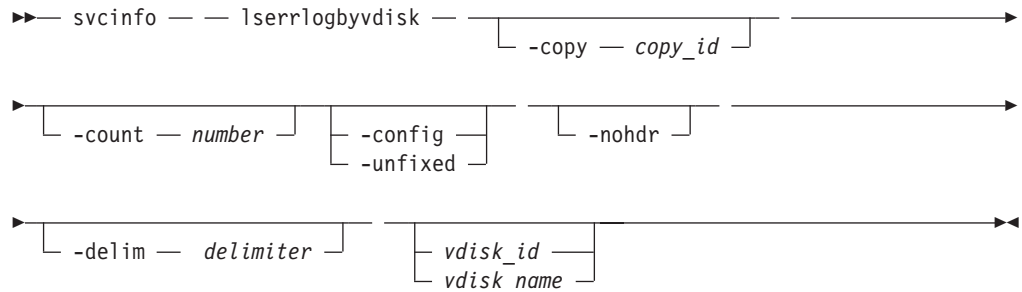 svcinfo lserrlogbyvdisk
-copy copy_id
-count number -config -nohdr
-unfixed
-delim delimiter vdisk_id
vdisk_name